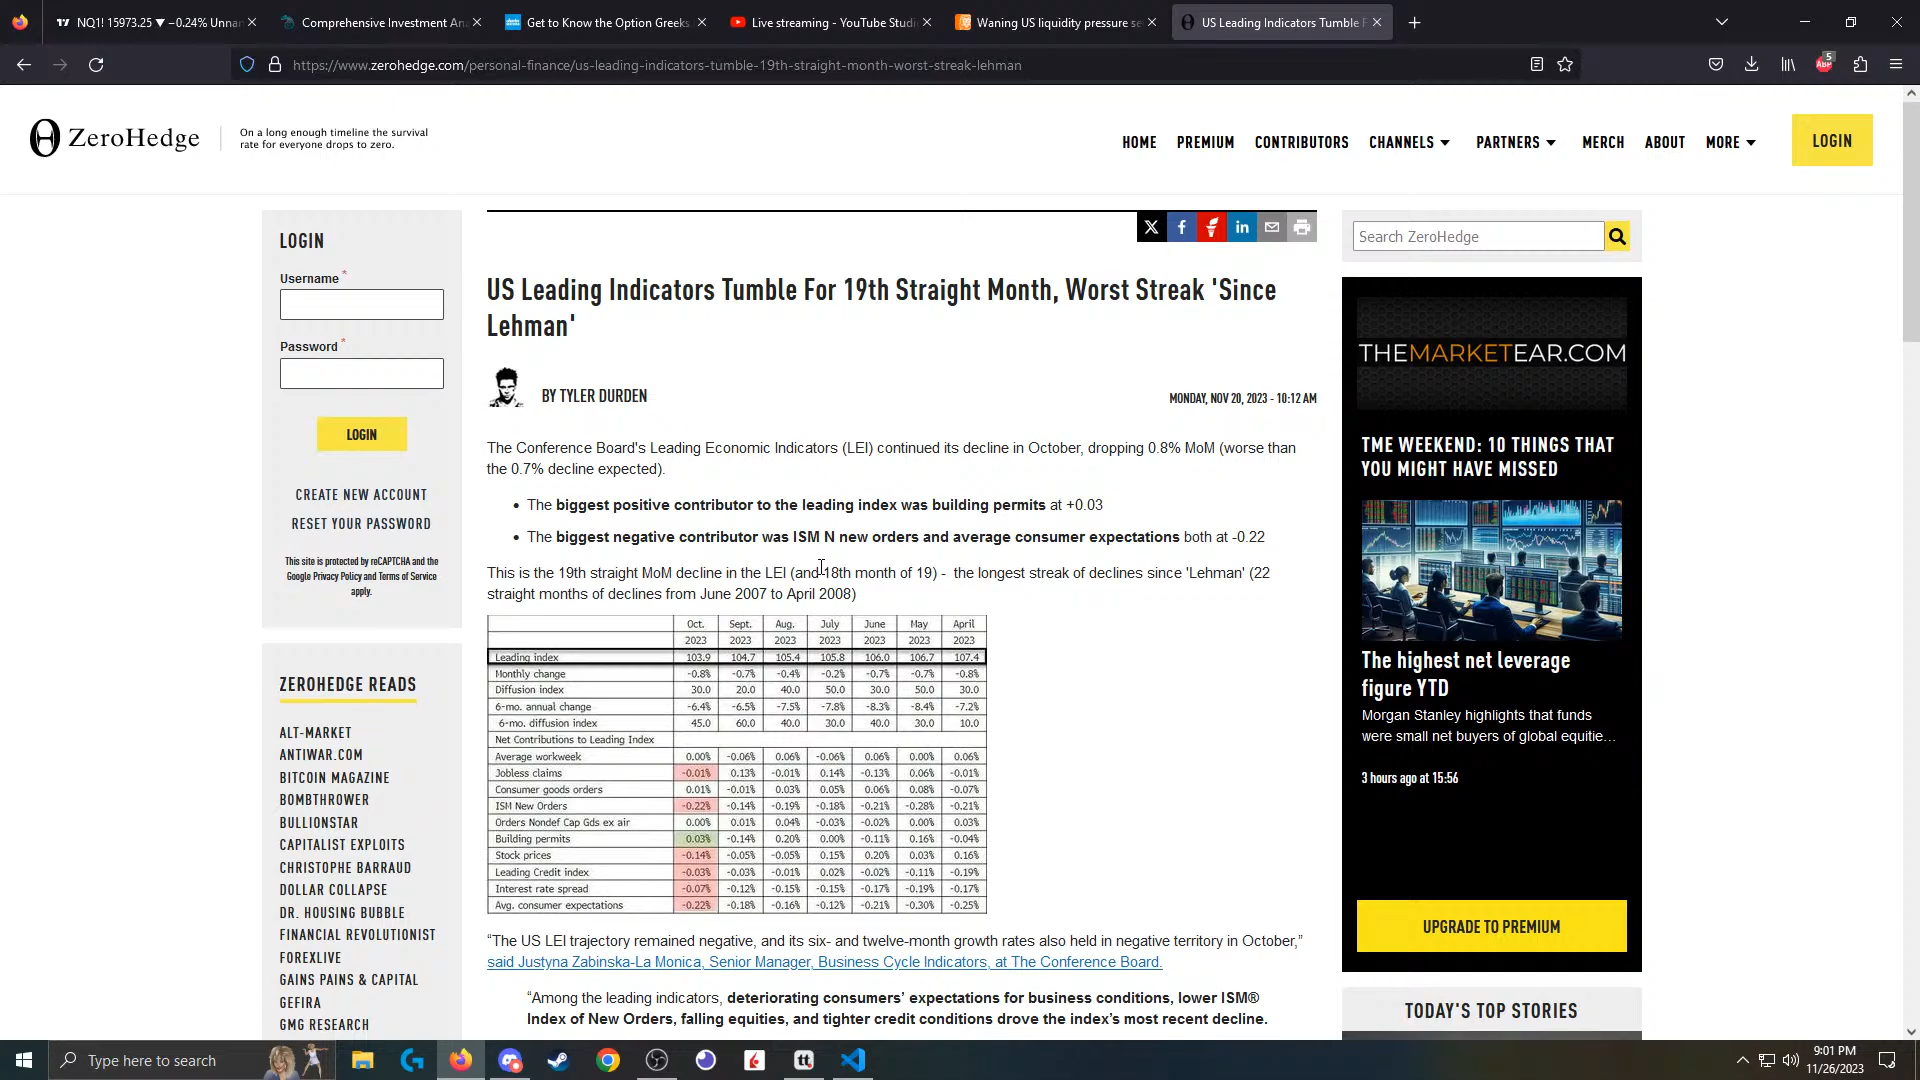 NQ1! 15973.25 ▼ −0.24% Unnar
Comprehensive Investment An
Get to Know the Option Greeks
Live streaming - YouTube Studi
Waning US liquidity pressure se
US Leading Indicators Tumble F
https://www.zerohedge.com/personal-finance/us-leading-indicators-tumble-19th-straight-month-worst-streak-lehman
ABP
5
ZeroHedge
On a long enough timeline the survival
rate for everyone drops to zero.
HOME PREMIUM CONTRIBUTORS CHANNELS PARTNERS MERCH ABOUT MORE
LOGIN
LOGIN
Username *
Password *
LOGIN
CREATE NEW ACCOUNT
RESET YOUR PASSWORD
This site is protected by reCAPTCHA and the
Google Privacy Policy and Terms of Service
apply.
ZEROHEDGE READS
ALT-MARKET
ANTIWAR.COM
BITCOIN MAGAZINE
BOMBTHROWER
BULLIONSTAR
CAPITALIST EXPLOITS
CHRISTOPHE BARRAUD
DOLLAR COLLAPSE
DR. HOUSING BUBBLE
FINANCIAL REVOLUTIONIST
FOREXLIVE
GAINS PAINS & CAPITAL
GEFIRA
GMG RESEARCH
US Leading Indicators Tumble For 19th Straight Month, Worst Streak 'Since
Lehman'
BY TYLER DURDEN
MONDAY, NOV 20, 2023 - 10:12 AM
The Conference Board's Leading Economic Indicators (LEI) continued its decline in October, dropping 0.8% MoM (worse than
the 0.7% decline expected).
• The biggest positive contributor to the leading index was building permits at +0.03
• The biggest negative contributor was ISM N new orders and average consumer expectations both at -0.22
This is the 19th straight MoM decline in the LEI (and 18th month of 19) - the longest streak of declines since 'Lehman' (22
straight months of declines from June 2007 to April 2008)
Oct. Sept. Aug. July June May April
2023 2023 2023 2023 2023 2023 2023
Leading index 103.9 104.7 105.4 105.8 106.0 106.7 107.4
Monthly change -0.8% -0.7% -0.4% -0.2% -0.7% -0.7% -0.8%
Diffusion index 30.0 20.0 40.0 50.0 30.0 50.0 30.0
6-mo. annual change -6.4% -6.5% -7.5% -7.8% -8.3% -8.4% -7.2%
6-mo. diffusion index 45.0 60.0 40.0 30.0 40.0 30.0 10.0
Net Contributions to Leading Index
Average workweek 0.00% -0.06% 0.06% -0.06% 0.06% 0.00% 0.06%
Jobless claims -0.01% 0.13% -0.01% 0.14% -0.13% 0.06% -0.01%
Consumer goods orders 0.01% -0.01% 0.03% 0.05% 0.06% 0.08% -0.07%
ISM New Orders -0.22% -0.14% -0.19% -0.18% -0.21% -0.28% -0.21%
Orders Nondef Cap Gds ex air 0.00% 0.01% 0.04% -0.03% -0.02% 0.00% 0.03%
Building permits 0.03% -0.14% 0.20% 0.00% -0.11% 0.16% -0.04%
Stock prices -0.14% -0.05% -0.05% 0.15% 0.20% 0.03% 0.16%
Leading Credit index -0.03% -0.03% -0.01% 0.02% -0.02% -0.11% -0.19%
Interest rate spread -0.07% -0.12% -0.15% -0.15% -0.17% -0.19% -0.17%
Avg. consumer expectations -0.22% -0.18% -0.16% -0.12% -0.21% -0.30% -0.25%
“The US LEI trajectory remained negative, and its six- and twelve-month growth rates also held in negative territory in October,”
said Justyna Zabinska-La Monica, Senior Manager, Business Cycle Indicators, at The Conference Board.
“Among the leading indicators, deteriorating consumers’ expectations for business conditions, lower ISM®
Index of New Orders, falling equities, and tighter credit conditions drove the index’s most recent decline.
Search ZeroHedge
THEMARKETEAR.COM
TME WEEKEND: 10 THINGS THAT
YOU MIGHT HAVE MISSED
The highest net leverage
figure YTD
Morgan Stanley highlights that funds
were small net buyers of global equitie…
3 hours ago at 15:56
UPGRADE TO PREMIUM
TODAY'S TOP STORIES
Type here to search
tt
9:01 PM
11/26/2023